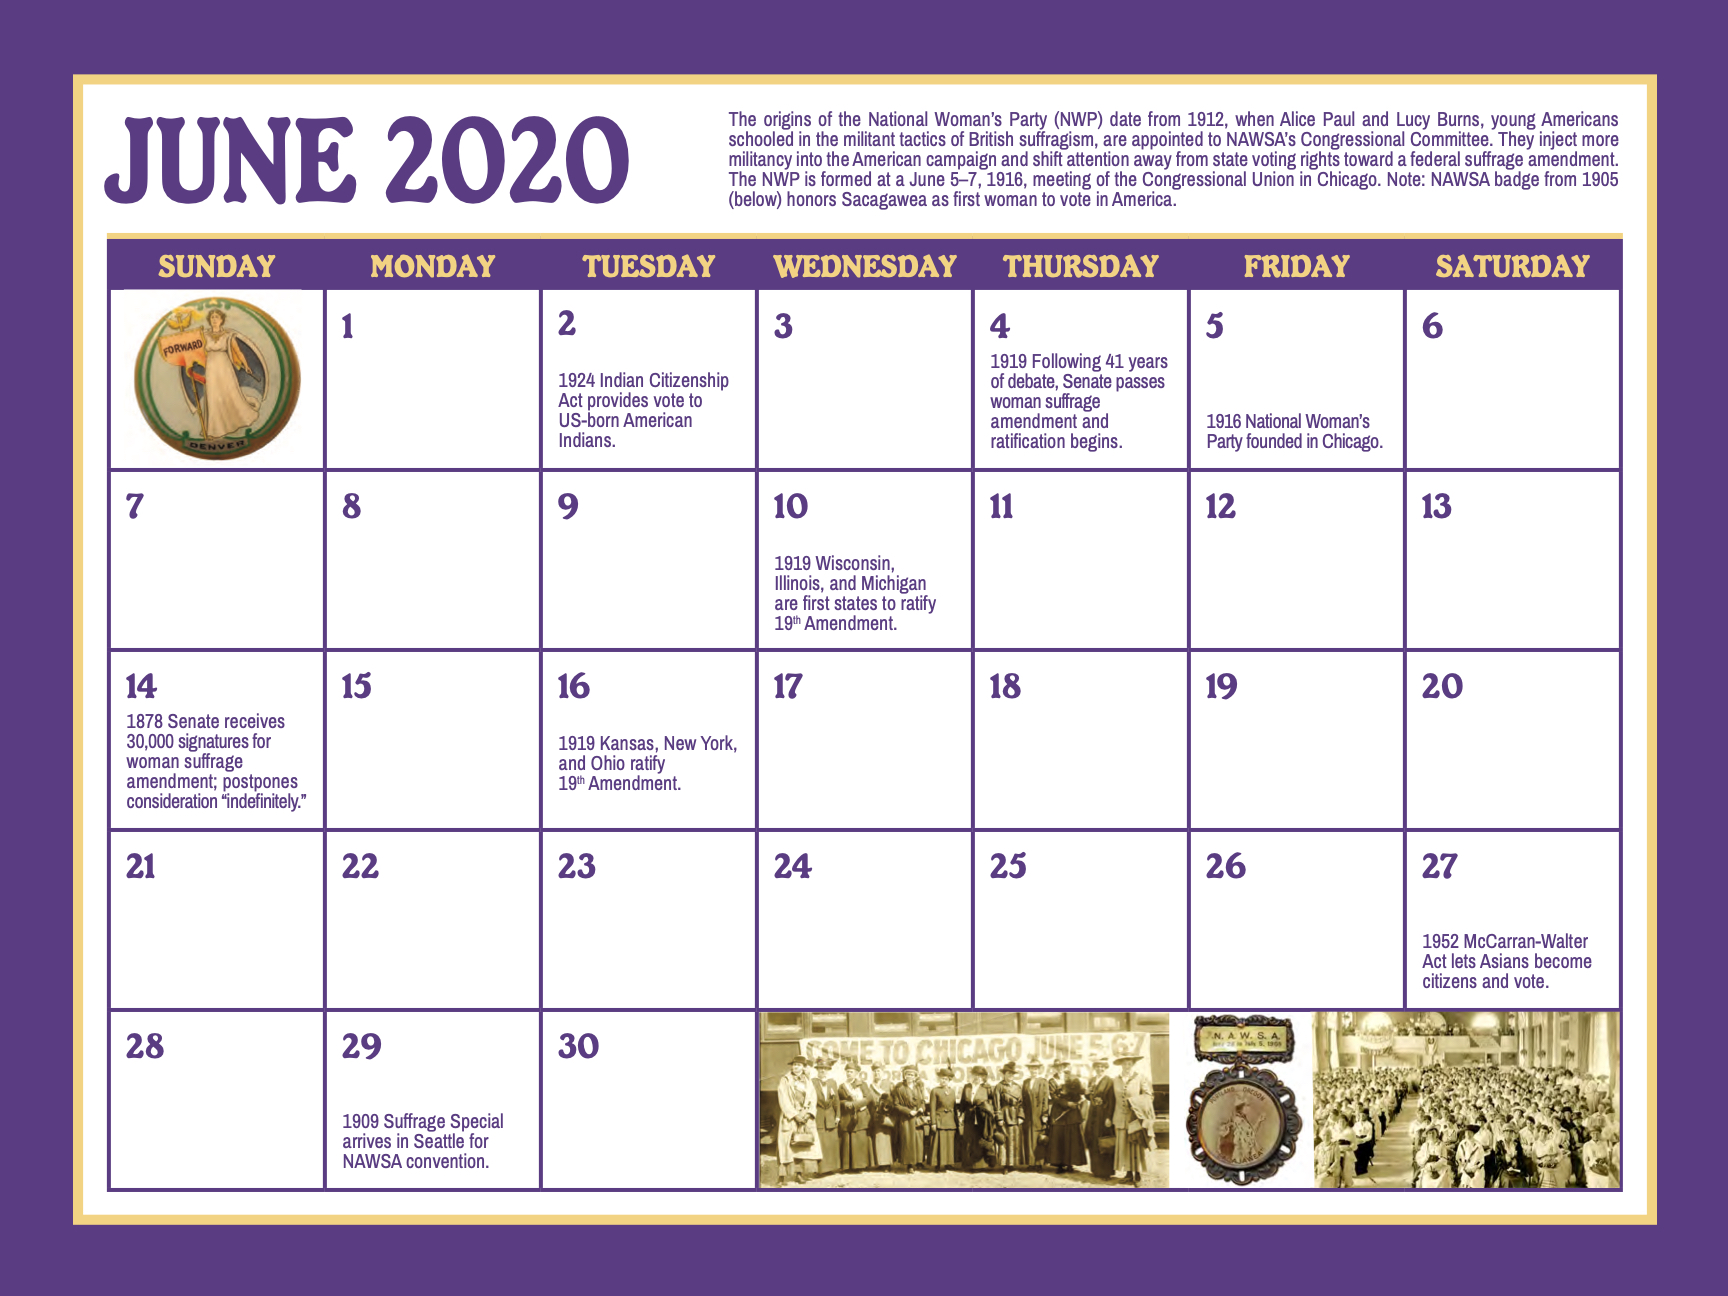 JUNE 2020
The origins of the National Woman's Party (NWP) date from 1912, when Alice Paul and Lucy Burns, young Americans
schooled in the militant tactics of British suffragism, are appointed to NAWSA's Congressional Committee. They inject more
militancy into the American campaign and shift attention away from state voting rights toward a federal suffrage amendment.
The NWP is formed at a June 5–7, 1916, meeting of the Congressional Union in Chicago. Note: NAWSA badge from 1905
(below) honors Sacagawea as first woman to vote in America.
SUNDAY MONDAY TUESDAY WEDNESDAY THURSDAY FRIDAY SATURDAY
FORWARD
DENVER
1
2
1924 Indian Citizenship
Act provides vote to
US-born American
Indians.
3
4
1919 Following 41 years
of debate, Senate passes
woman suffrage
amendment and
ratification begins.
5
1916 National Woman's
Party founded in Chicago.
6
7
8
9
10
1919 Wisconsin,
Illinois, and Michigan
are first states to ratify
19th Amendment.
11
12
13
14
1878 Senate receives
30,000 signatures for
woman suffrage
amendment; postpones
consideration “indefinitely.”
15
16
1919 Kansas, New York,
and Ohio ratify
19th Amendment.
17
18
19
20
21
22
23
24
25
26
27
1952 McCarran-Walter
Act lets Asians become
citizens and vote.
28
29
1909 Suffrage Special
arrives in Seattle for
NAWSA convention.
30
COME TO CHICAGO JUNE 5·6·7
N.A.W.S.A.